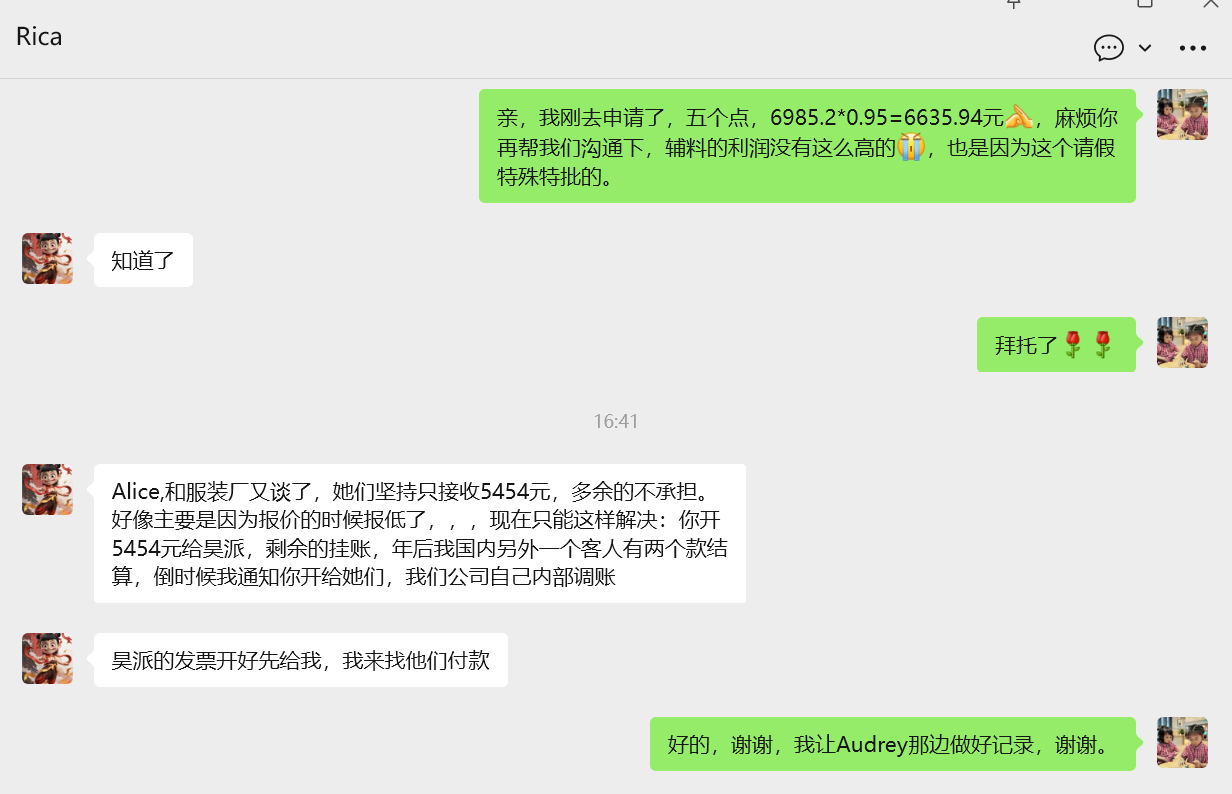 Rica
亲，我刚去申请了，五个点，6985.2*0.95=6635.94元🙏，麻烦你
再帮我们沟通下，辅料的利润没有这么高的😭，也是因为这个请假
特殊特批的。
知道了
拜托了🌹🌹
16:41
Alice,和服装厂又谈了，她们坚持只接收5454元，多余的不承担。
好像主要是因为报价的时候报低了，，，现在只能这样解决：你开
5454元给昊派，剩余的挂账，年后我国内另外一个客人有两个款结
算，倒时候我通知你开给她们，我们公司自己内部调账
昊派的发票开好先给我，我来找他们付款
好的，谢谢，我让Audrey那边做好记录，谢谢。